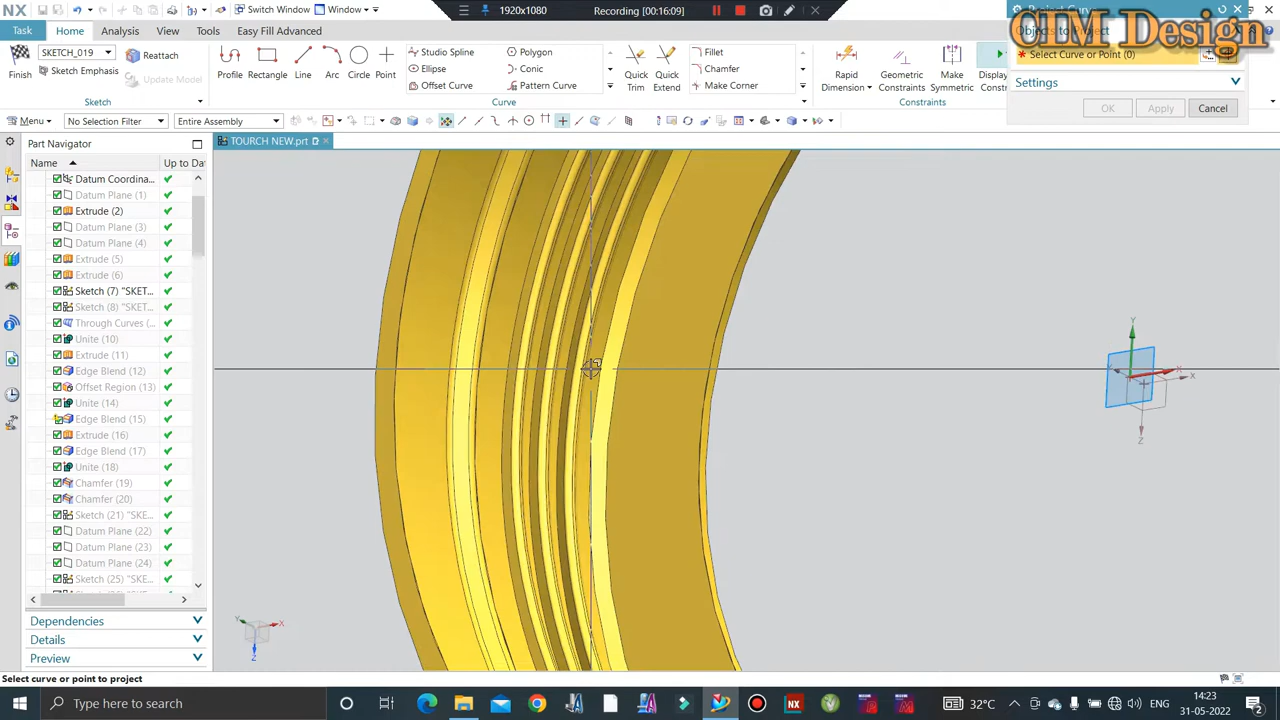 NX
Switch Window
Window
1920x1080
Recording [00:16:09]
Project Curve
CIM Design
Task
Home
Analysis
View
Tools
Easy Fill Advanced
Objects to Project
* Select Curve or Point (0)
Settings
OK
Apply
Cancel
SKETCH_019
Reattach
Sketch Emphasis
Update Model
Finish
Sketch
Profile
Rectangle
Line
Arc
Circle
Point
Studio Spline
Polygon
Ellipse
Conic
Offset Curve
Pattern Curve
Curve
Quick Trim
Quick Extend
Fillet
Chamfer
Make Corner
Rapid Dimension
Geometric Constraints
Make Symmetric
Display
Constraints
Menu
No Selection Filter
Entire Assembly
Part Navigator
TOURCH NEW.prt
Name
Up to Dat
Datum Coordina...
Datum Plane (1)
Extrude (2)
Datum Plane (3)
Datum Plane (4)
Extrude (5)
Extrude (6)
Sketch (7) "SKET...
Sketch (8) "SKET...
Through Curves (...
Unite (10)
Extrude (11)
Edge Blend (12)
Offset Region (13)
Unite (14)
Edge Blend (15)
Extrude (16)
Edge Blend (17)
Unite (18)
Chamfer (19)
Chamfer (20)
Sketch (21) "SKE...
Datum Plane (22)
Datum Plane (23)
Datum Plane (24)
Sketch (25) "SKE...
Dependencies
Details
Preview
Y
X
X
Z
Y
X
Z
Select curve or point to project
Type here to search
32°C
ENG
14:23
31-05-2022
2